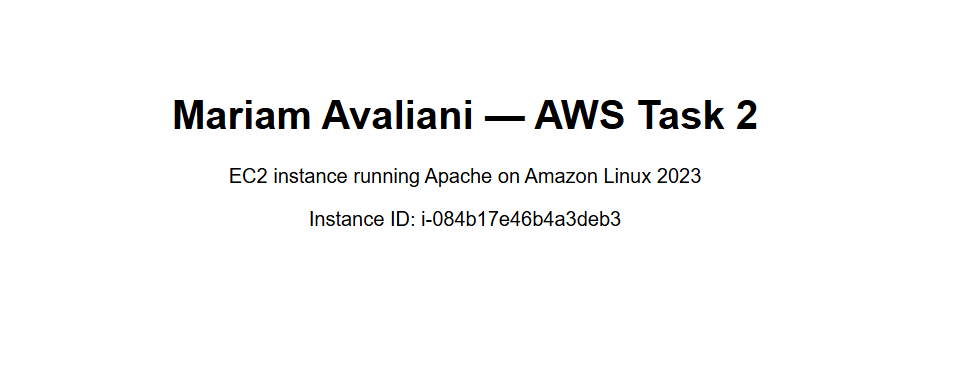 Mariam Avaliani — AWS Task 2
EC2 instance running Apache on Amazon Linux 2023
Instance ID: i-084b17e46b4a3deb3